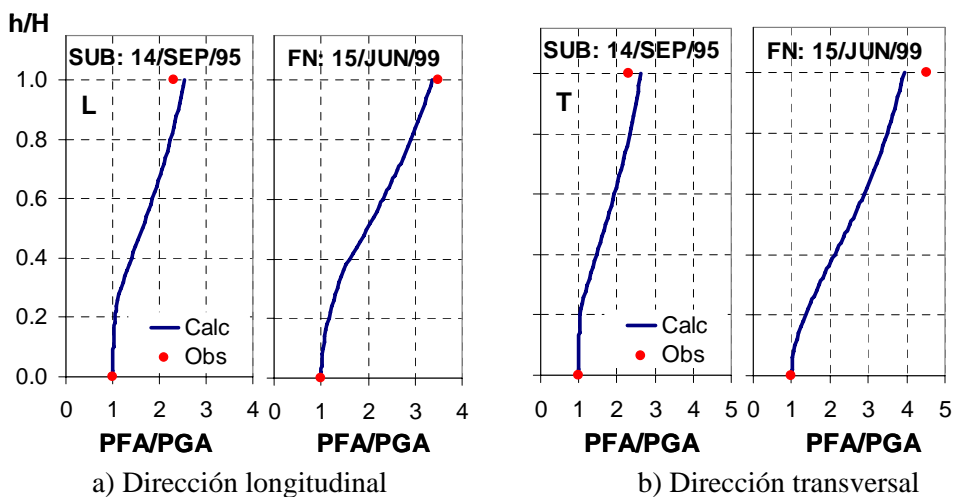 h/H
SUB: 14/SEP/95
FN: 15/JUN/99
SUB: 14/SEP/95
FN: 15/JUN/99
1.0
L
T
0.8
0.6
0.4
0.2
Calc
Obs
Calc
Obs
0.0
0 1 2 3 4
0 1 2 3 4
0 1 2 3 4 5
0 1 2 3 4 5
PFA/PGA
PFA/PGA
PFA/PGA
PFA/PGA
a) Dirección longitudinal
b) Dirección transversal